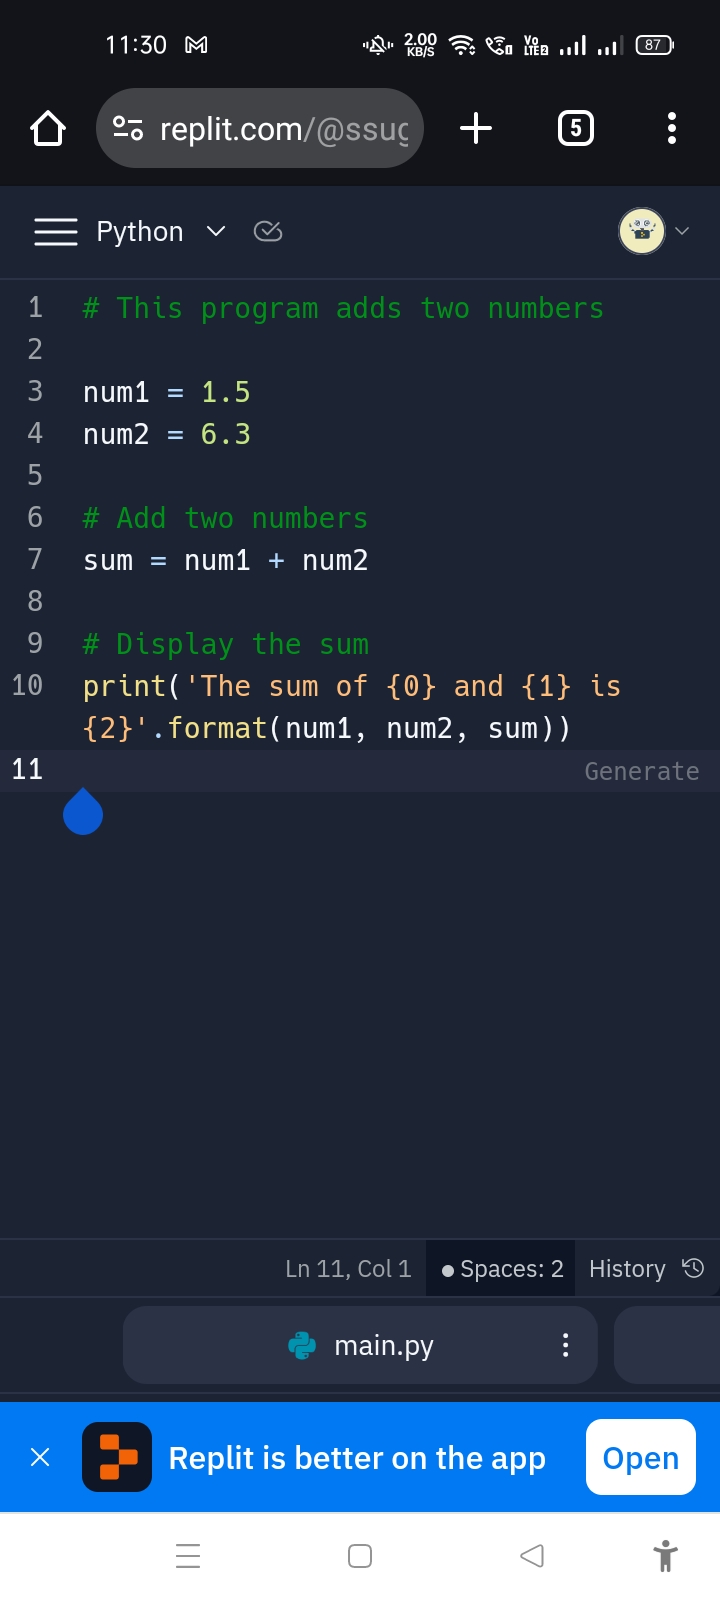 11:30 2.00 KB/S Vo LTE2 87
replit.com/@ssug
5
Python
1 # This program adds two numbers
2
3 num1 = 1.5
4 num2 = 6.3
5
6 # Add two numbers
7 sum = num1 + num2
8
9 # Display the sum
10 print('The sum of {0} and {1} is
{2}'.format(num1, num2, sum))
11 Generate
Ln 11, Col 1 Spaces: 2 History
main.py
Replit is better on the app Open